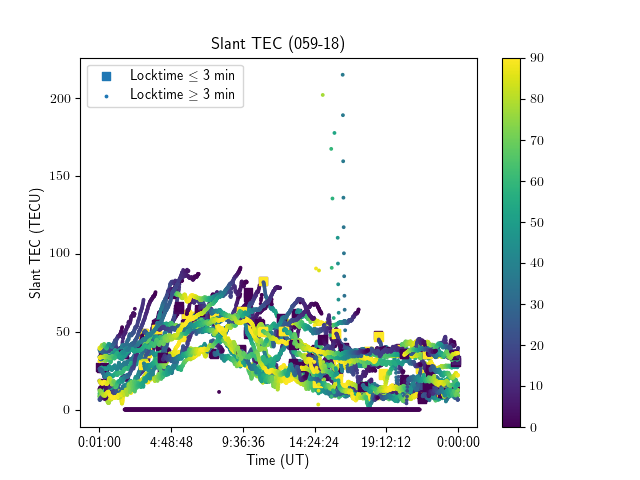 Slant TEC (059-18)
Locktime ≤ 3 min
Locktime ≥ 3 min
Slant TEC (TECU)
200
150
100
50
0
0:01:00 4:48:48 9:36:36 14:24:24 19:12:12 0:00:00
Time (UT)
90
80
70
60
50
40
30
20
10
0